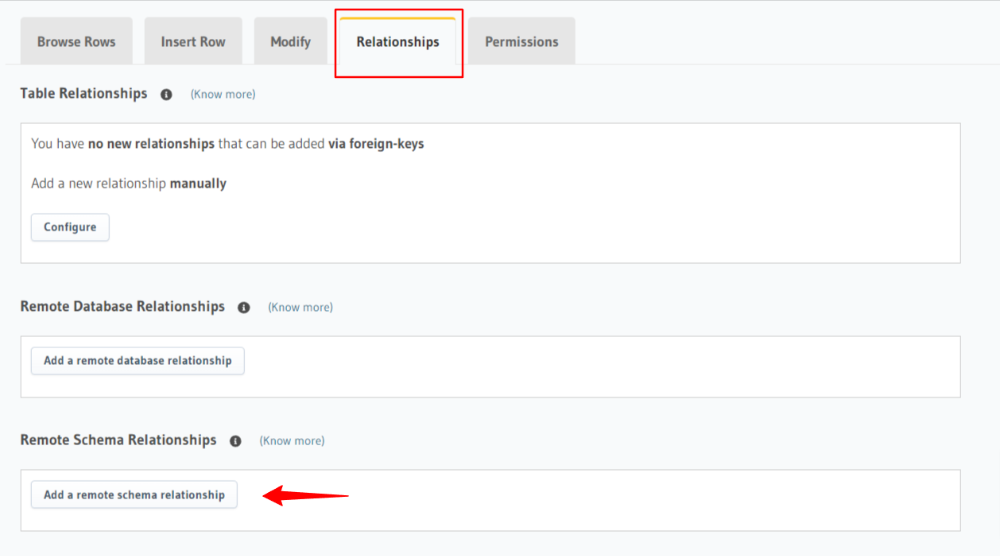 Browse Rows Insert Row Modify Relationships Permissions
Table Relationships (Know more)
You have no new relationships that can be added via foreign-keys
Add a new relationship manually
Configure
Remote Database Relationships (Know more)
Add a remote database relationship
Remote Schema Relationships (Know more)
Add a remote schema relationship